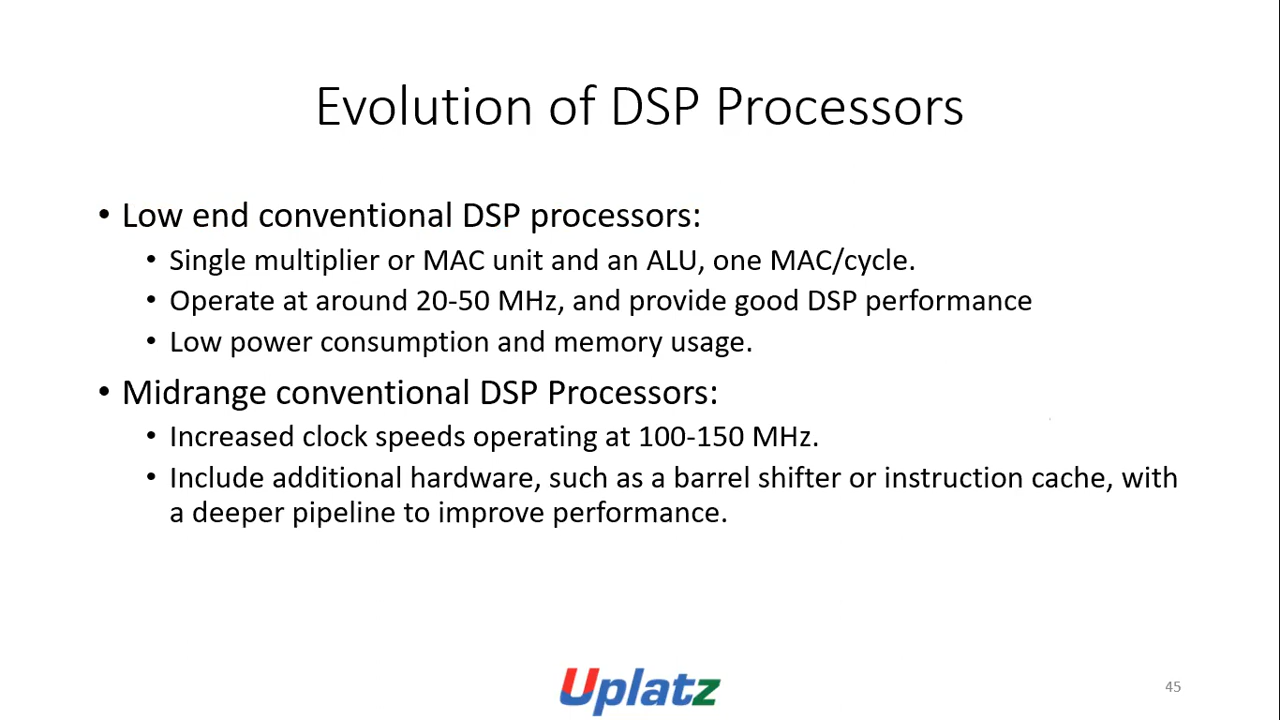 Evolution of DSP Processors
• Low end conventional DSP processors:
• Single multiplier or MAC unit and an ALU, one MAC/cycle.
• Operate at around 20-50 MHz, and provide good DSP performance
• Low power consumption and memory usage.
• Midrange conventional DSP Processors:
• Increased clock speeds operating at 100-150 MHz.
• Include additional hardware, such as a barrel shifter or instruction cache, with
a deeper pipeline to improve performance.
Uplatz
45